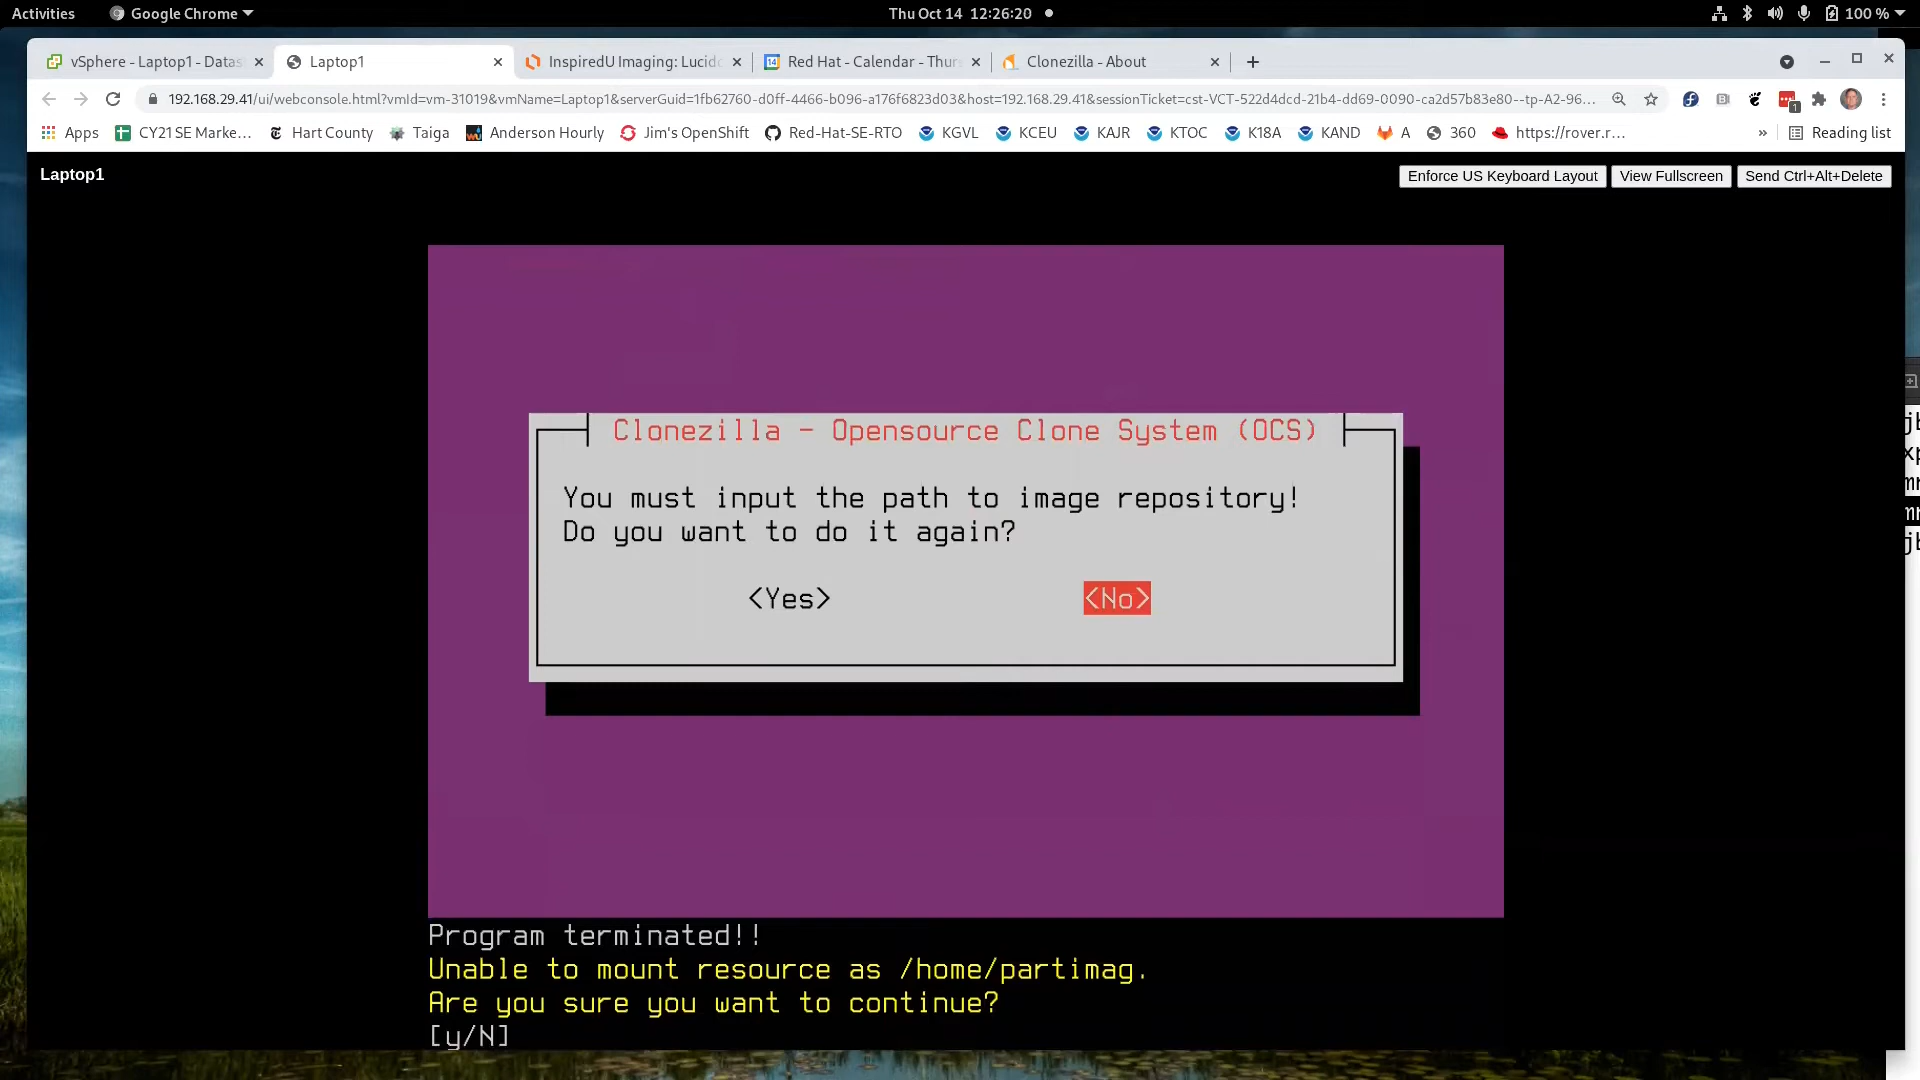 Activities
Google Chrome
Thu Oct 14 12:26:20
100 %
vSphere - Laptop1 - Datas
Laptop1
InspiredU Imaging: Lucid
Red Hat - Calendar - Thur
Clonezilla - About
192.168.29.41/ui/webconsole.html?vmId=vm-31019&vmName=Laptop1&serverGuid=1fb62760-d0ff-4466-b096-a176f6823d03&host=192.168.29.41&sessionTicket=cst-VCT-522d4dcd-21b4-dd69-0090-ca2d57b83e80--tp-A2-96...
Apps
CY21 SE Marke...
Hart County
Taiga
Anderson Hourly
Jim's OpenShift
Red-Hat-SE-RTO
KGVL
KCEU
KAJR
KTOC
K18A
KAND
A
360
https://rover.r...
»
Reading list
Laptop1
Enforce US Keyboard Layout
View Fullscreen
Send Ctrl+Alt+Delete
Clonezilla - Opensource Clone System (OCS)
You must input the path to image repository!
Do you want to do it again?
<Yes>
<No>
Program terminated!!
Unable to mount resource as /home/partimag.
Are you sure you want to continue?
[y/N]